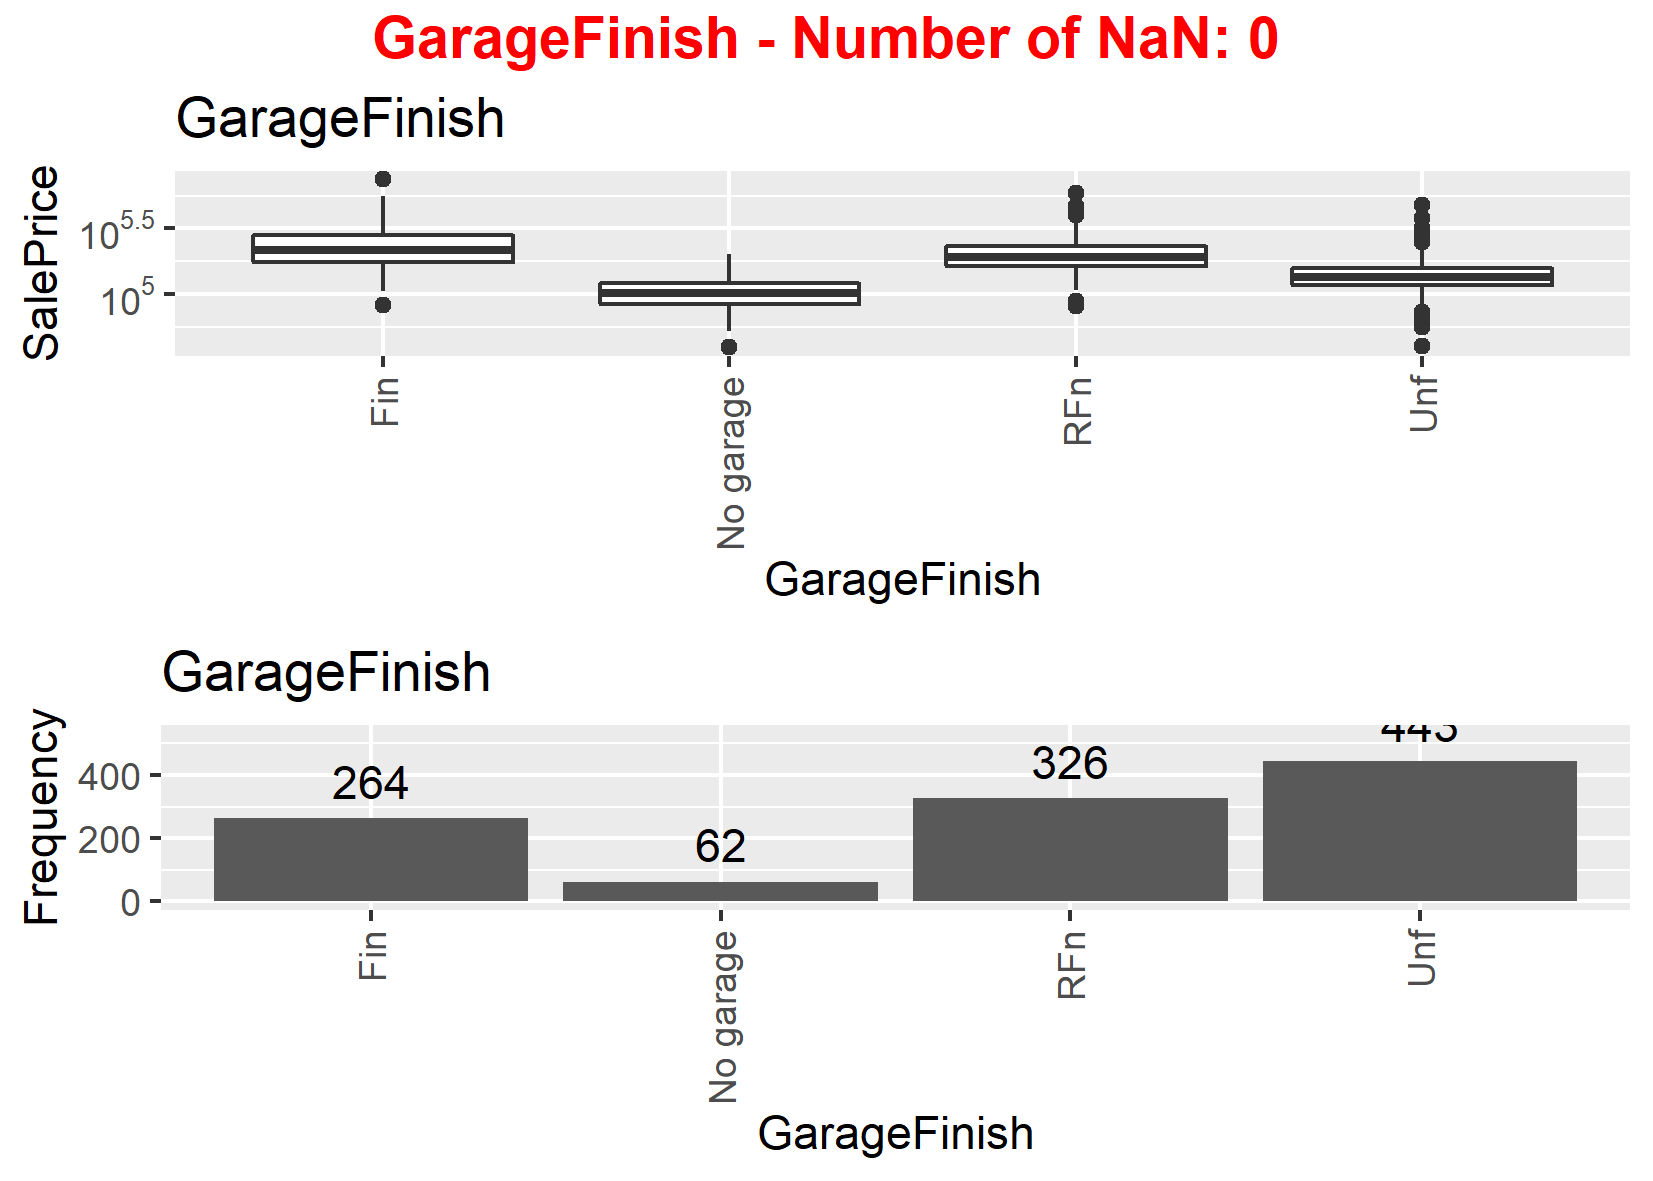 GarageFinish - Number of NaN: 0
GarageFinish
SalePrice
10^5.5
10^5
Fin
No garage
RFn
Unf
GarageFinish
GarageFinish
Frequency
400
200
0
264
62
326
Fin
No garage
RFn
Unf
GarageFinish